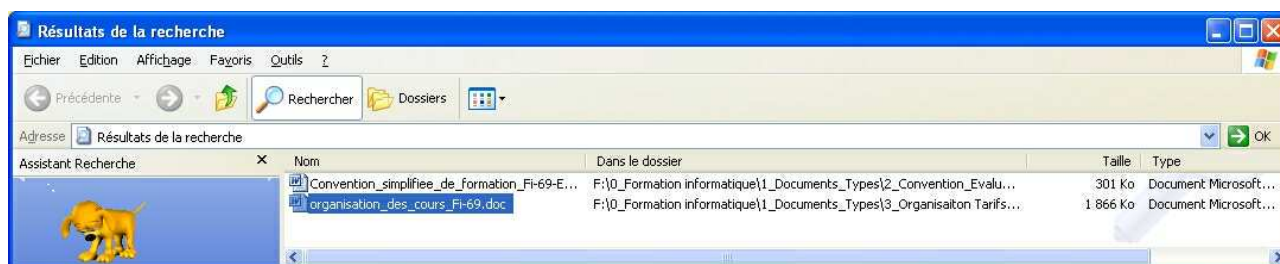 Résultats de la recherche
Fichier Edition Affichage Favoris Outils ?
Précédente Rechercher Dossiers
Adresse Résultats de la recherche OK
Assistant Recherche × Nom Dans le dossier Taille Type
Convention_simplifiee_de_formation_Fi-69-E... F:\0_Formation informatique\1_Documents_Types\2_Convention_Evalu... 301 Ko Document Microsoft...
organisation_des_cours_Fi-69.doc F:\0_Formation informatique\1_Documents_Types\3_Organisaiton Tarifs... 1 866 Ko Document Microsoft...